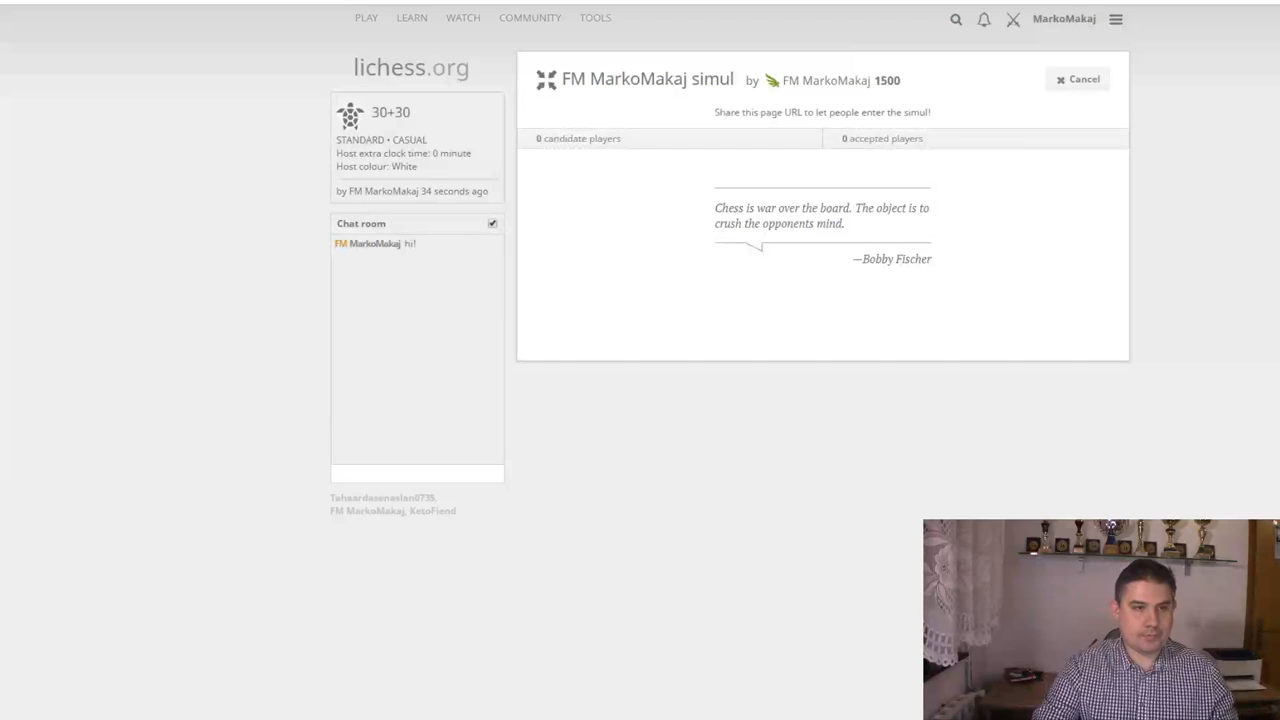 PLAY LEARN WATCH COMMUNITY TOOLS
MarkoMakaj
lichess.org
30+30
STANDARD • CASUAL
Host extra clock time: 0 minute
Host colour: White
by FM MarkoMakaj 34 seconds ago
Chat room
FM MarkoMakaj hi!
Tahaardasenaslan0735,
FM MarkoMakaj, KetoFiend
FM MarkoMakaj simul by FM MarkoMakaj 1500
Cancel
Share this page URL to let people enter the simul!
0 candidate players
0 accepted players
Chess is war over the board. The object is to
crush the opponents mind.
—Bobby Fischer